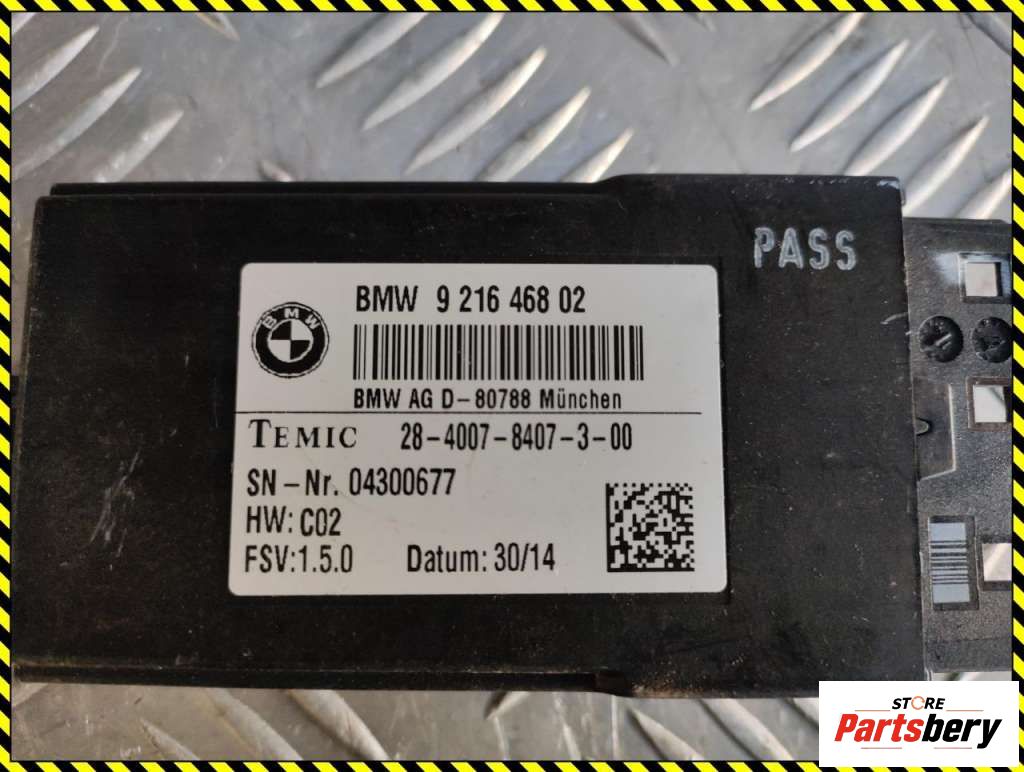 PASS
BMW 9 216 468 02
BMW
BMW AG D-80788 München
TEMIC 28-4007-8407-3-00
SN-Nr. 04300677
HW: C02
FSV:1.5.0 Datum: 30/14
STORE
Partsbery